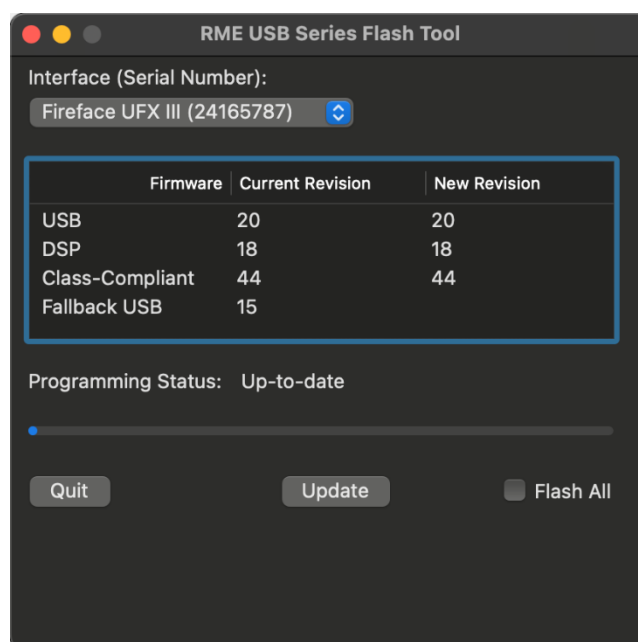 RME USB Series Flash Tool
Interface (Serial Number):
Fireface UFX III (24165787)
Firmware Current Revision New Revision
USB 20 20
DSP 18 18
Class-Compliant 44 44
Fallback USB 15
Programming Status: Up-to-date
Quit Update Flash All